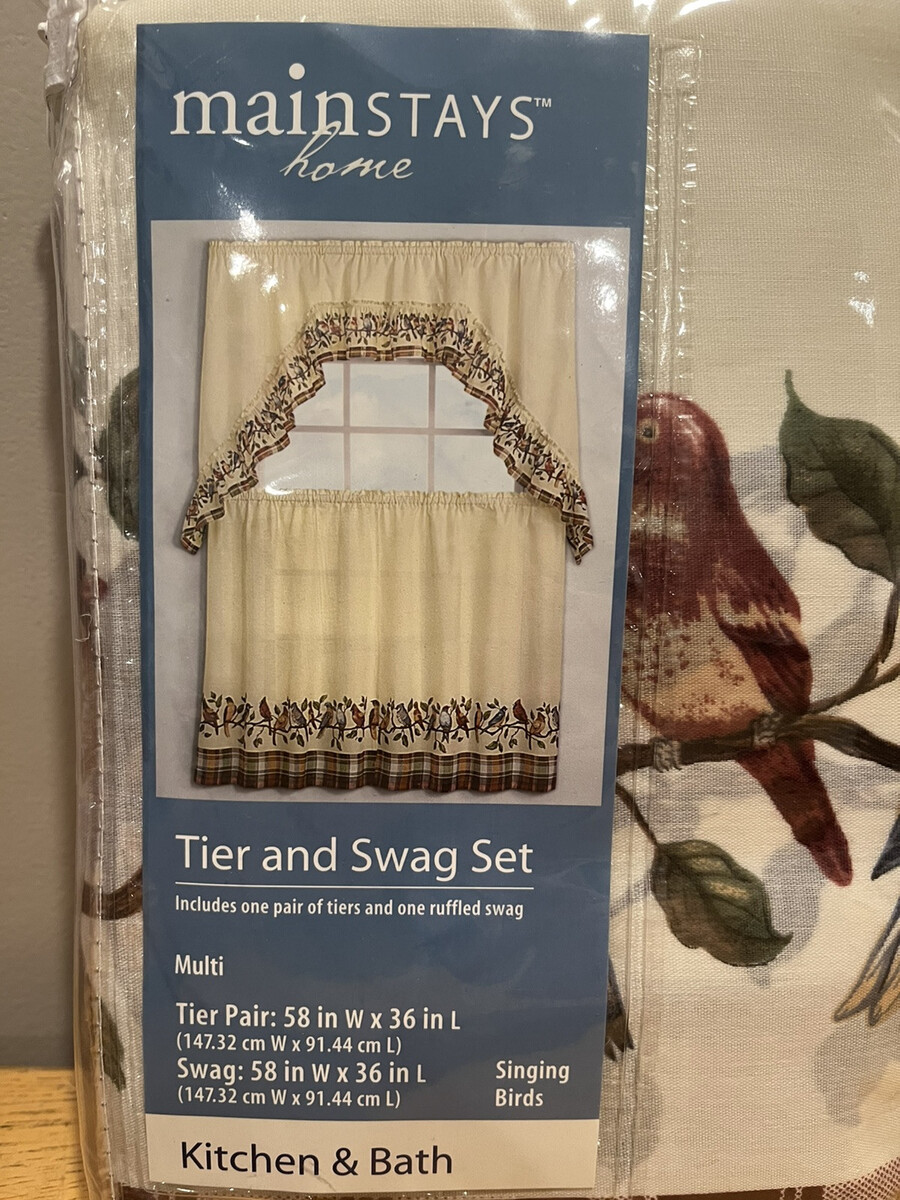 mainSTAYS™
home
Tier and Swag Set
Includes one pair of tiers and one ruffled swag
Multi
Tier Pair: 58 in W x 36 in L
(147.32 cm W x 91.44 cm L)
Swag: 58 in W x 36 in L
(147.32 cm W x 91.44 cm L)
Singing
Birds
Kitchen & Bath